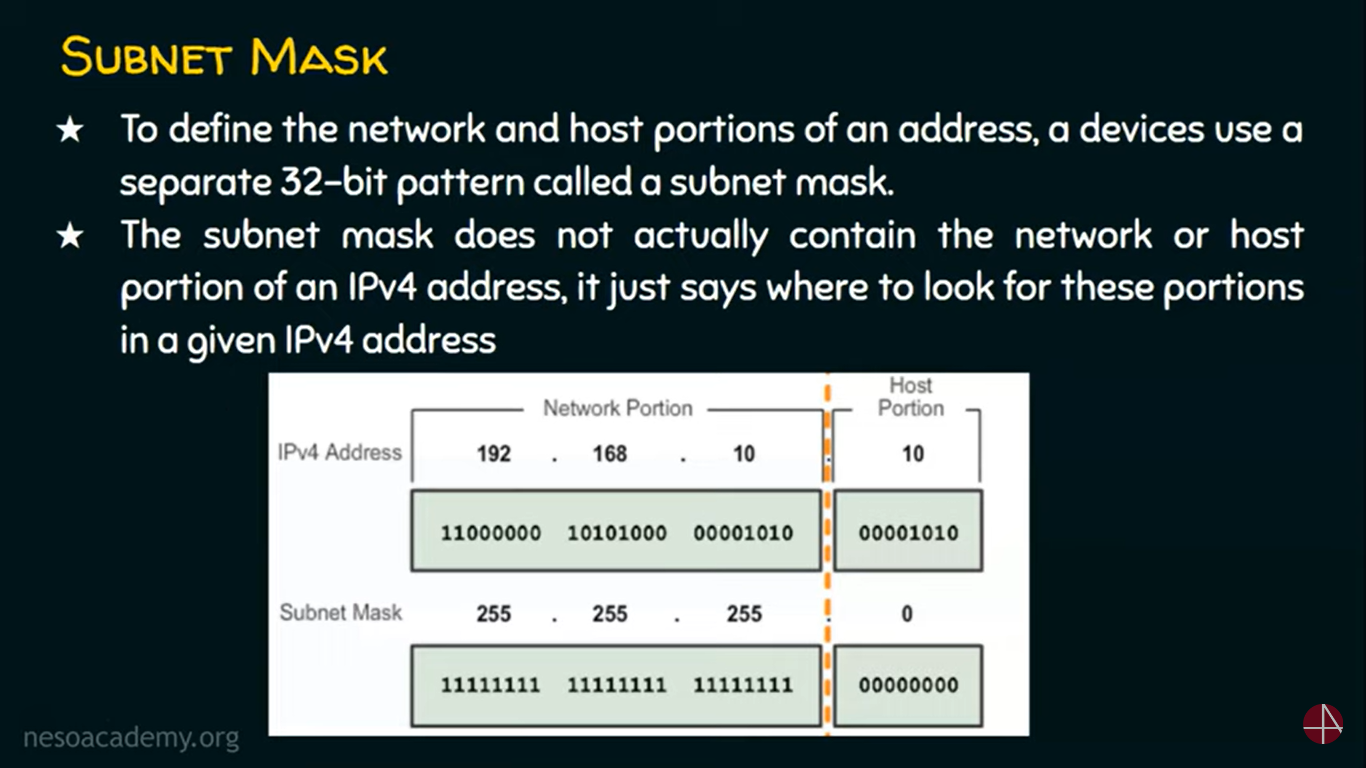 SUBNET MASK
★ To define the network and host portions of an address, a devices use a
separate 32-bit pattern called a subnet mask.
★ The subnet mask does not actually contain the network or host
portion of an IPv4 address, it just says where to look for these portions
in a given IPv4 address
Network Portion Host
Portion
IPv4 Address 192 . 168 . 10 . 10
11000000 10101000 00001010 00001010
Subnet Mask 255 . 255 . 255 . 0
11111111 11111111 11111111 00000000
nesoacademy.org